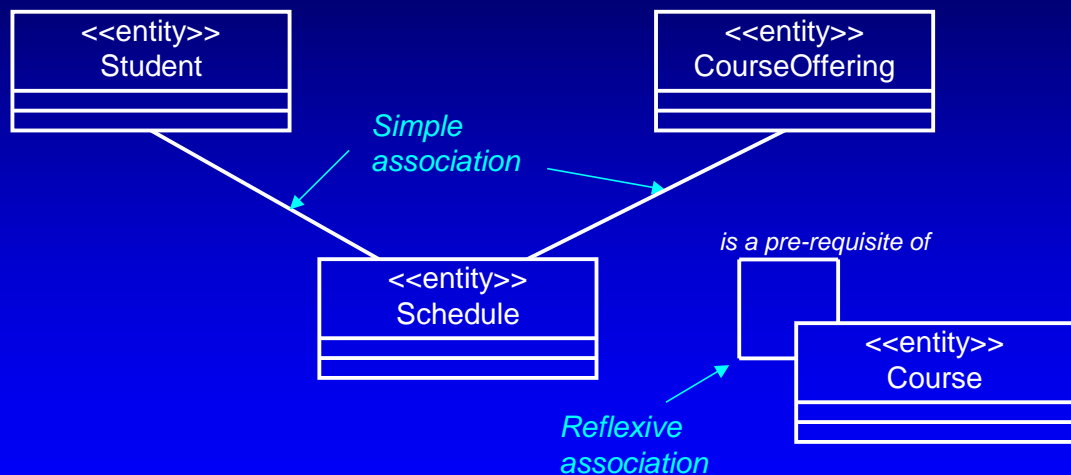 <<entity>>
Student
<<entity>>
CourseOffering
Simple
association
is a pre-requisite of
<<entity>>
Schedule
<<entity>>
Course
Reflexive
association